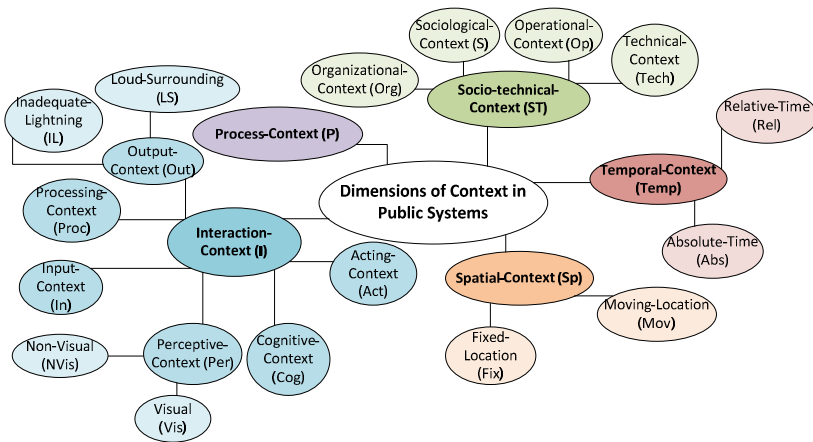 Sociological-
Context (S)
Operational-
Context (Op)
Technical-
Context
(Tech)
Organizational-
Context (Org)
Socio-technical-
Context (ST)
Loud-Surrounding
(LS)
Inadequate-
Lightning
(IL)
Process-Context (P)
Relative-Time
(Rel)
Output-
Context (Out)
Temporal-Context
(Temp)
Dimensions of Context in
Public Systems
Processing-
Context
(Proc)
Interaction-
Context (I)
Absolute-Time
(Abs)
Acting-
Context
(Act)
Input-
Context
(In)
Spatial-Context (Sp)
Moving-Location
(Mov)
Non-Visual
(NVis)
Perceptive-
Context (Per)
Cognitive-
Context
(Cog)
Fixed-
Location
(Fix)
Visual
(Vis)